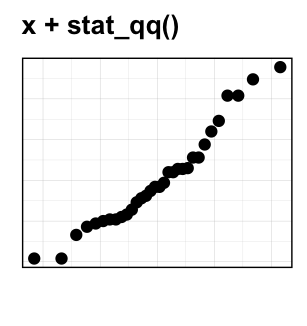 x + stat_qq()